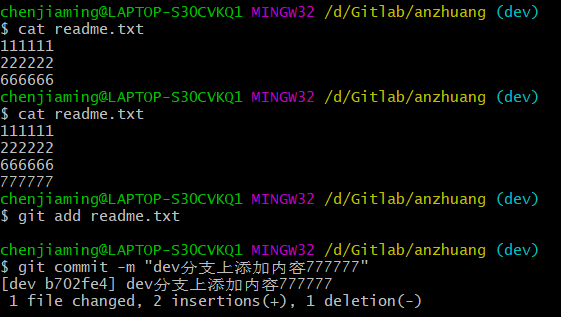 chenjiaming@LAPTOP-S3OCVKQ1 MINGW32 /d/Gitlab/anzhuang (dev)
$ cat readme.txt
111111
222222
666666
chenjiaming@LAPTOP-S3OCVKQ1 MINGW32 /d/Gitlab/anzhuang (dev)
$ cat readme.txt
111111
222222
666666
777777
chenjiaming@LAPTOP-S3OCVKQ1 MINGW32 /d/Gitlab/anzhuang (dev)
$ git add readme.txt
chenjiaming@LAPTOP-S3OCVKQ1 MINGW32 /d/Gitlab/anzhuang (dev)
$ git commit -m "dev分支上添加内容777777"
[dev b702fe4] dev分支上添加内容777777
1 file changed, 2 insertions(+), 1 deletion(-)